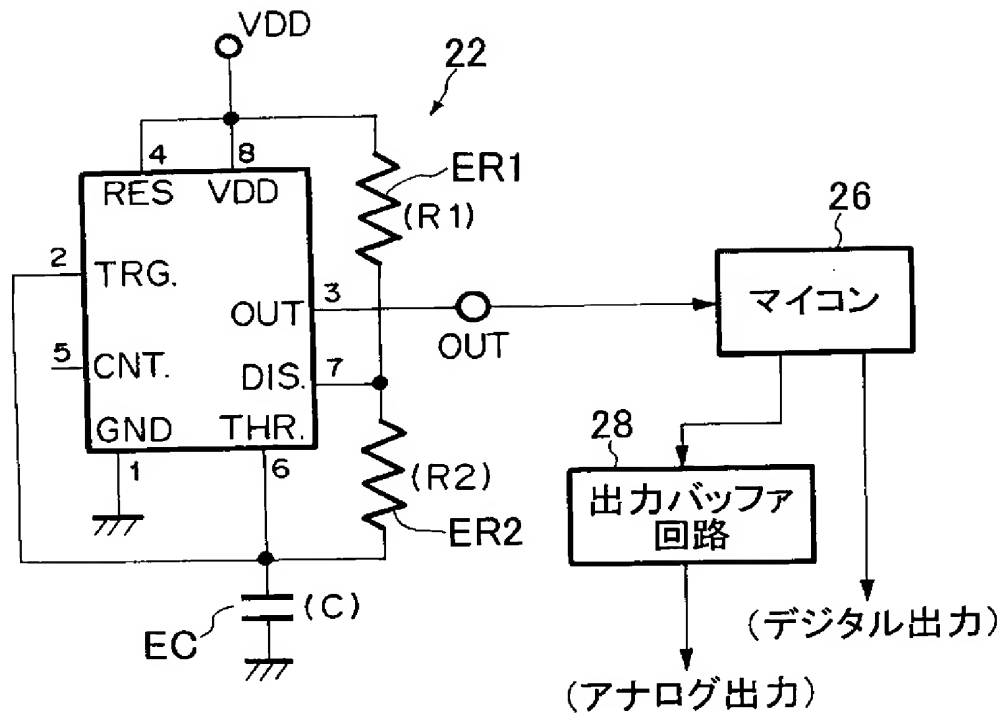 VDD
22
4
8
RES
VDD
ER1
(R1)
26
2
TRG.
マイコン
OUT
3
OUT
5
CNT.
DIS.
7
GND
THR.
1
6
(R2)
ER2
28
出力バッファ
回路
EC
(C)
(デジタル出力)
(アナログ出力)